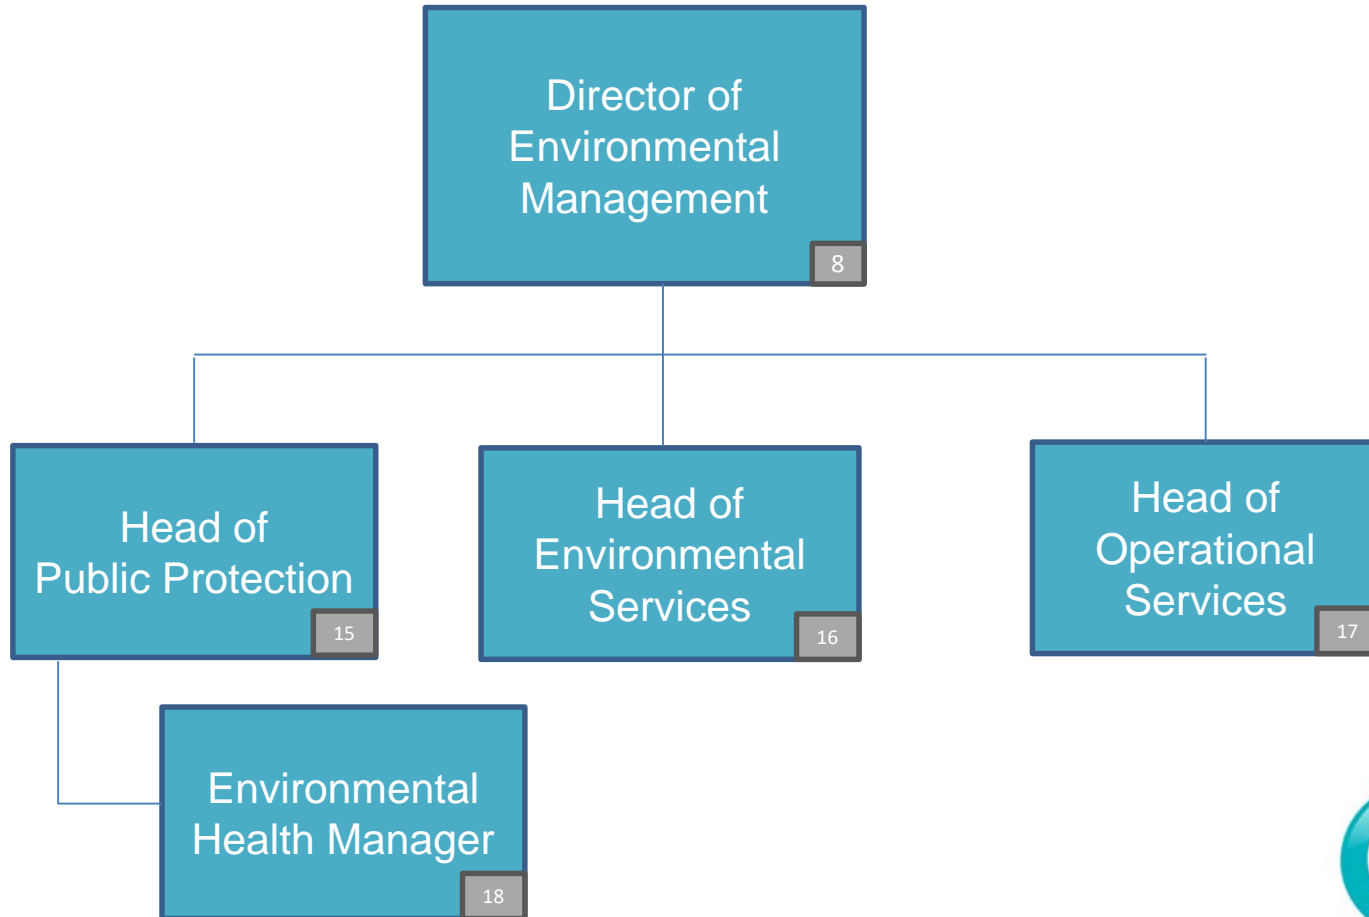 Director of
Environmental
Management
8
Head of
Public Protection
15
Head of
Environmental
Services
16
Head of
Operational
Services
17
Environmental
Health Manager
18